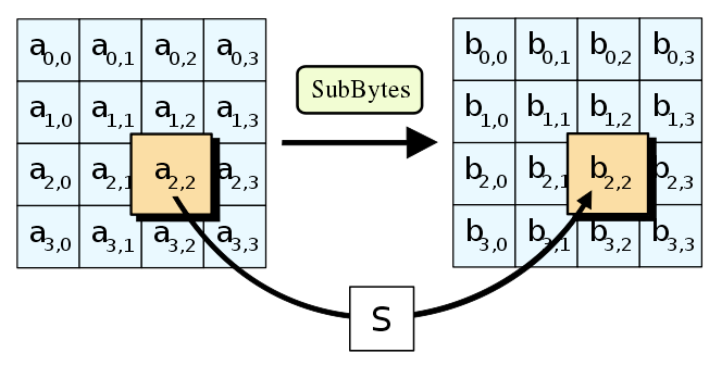 a0,0 a0,1 a0,2 a0,3
a1,0 a1,1 a1,2 a1,3
a2,0 a2,1 a2,2 a2,3
a3,0 a3,1 a3,2 a3,3
SubBytes
b0,0 b0,1 b0,2 b0,3
b1,0 b1,1 b1,2 b1,3
b2,0 b2,1 b2,2 b2,3
b3,0 b3,1 b3,2 b3,3
S